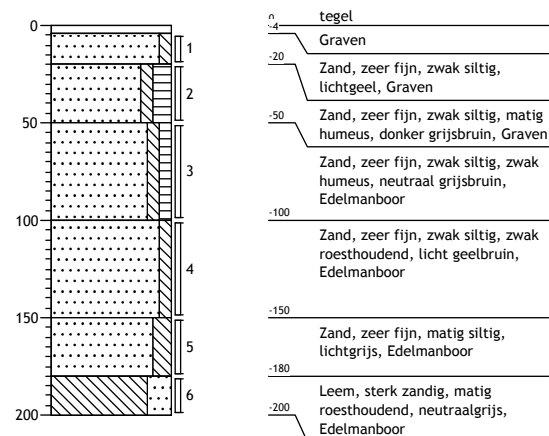 0
50
100
150
200
1
2
3
4
5
6
0
tegel
-4
Graven
-20
Zand, zeer fijn, zwak siltig,
lichtgeel, Graven
-50
Zand, zeer fijn, zwak siltig, matig
humeus, donker grijsbruin, Graven
Zand, zeer fijn, zwak siltig, zwak
humeus, neutraal grijsbruin,
Edelmanboor
-100
Zand, zeer fijn, zwak siltig, zwak
roesthoudend, licht geelbruin,
Edelmanboor
-150
Zand, zeer fijn, matig siltig,
lichtgrijs, Edelmanboor
-180
Leem, sterk zandig, matig
roesthoudend, neutraalgrijs,
Edelmanboor
-200